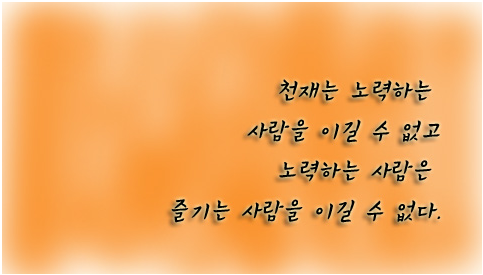 천재는 노력하는
사람을 이길 수 없고
노력하는 사람은
즐기는 사람을 이길 수 없다.